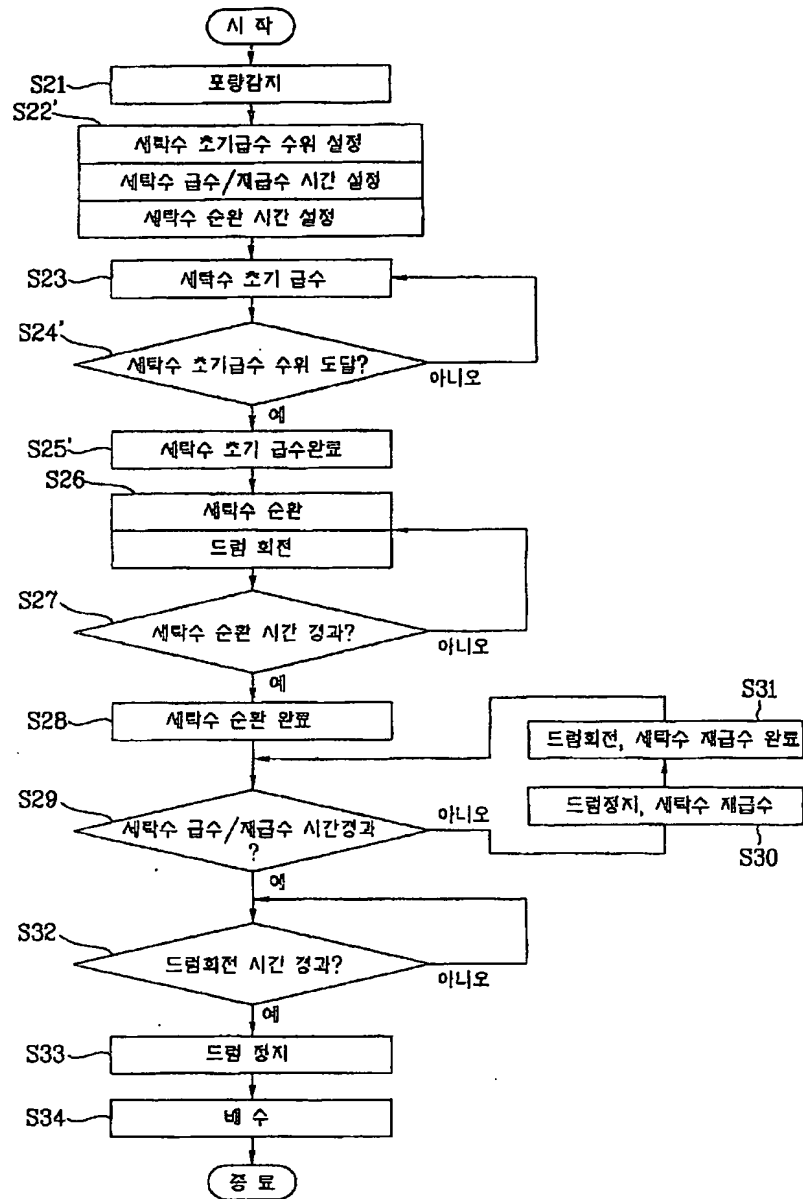 시 작
S21
포량감지
S22'
세탁수 초기급수 수위 설정
세탁수 급수/재급수 시간 설정
세탁수 순환 시간 설정
S23
세탁수 초기 급수
S24'
세탁수 초기급수 수위 도달?
아니오
예
S25'
세탁수 초기 급수완료
S26
세탁수 순환
드럼 회전
S27
세탁수 순환 시간 경과?
아니오
예
S28
세탁수 순환 완료
S31
드럼회전, 세탁수 재급수 완료
S29
세탁수 급수/재급수 시간경과
?
아니오
드럼정지, 세탁수 재급수
S30
예
S32
드럼회전 시간 경과?
아니오
예
S33
드럼 정지
S34
배 수
종 료